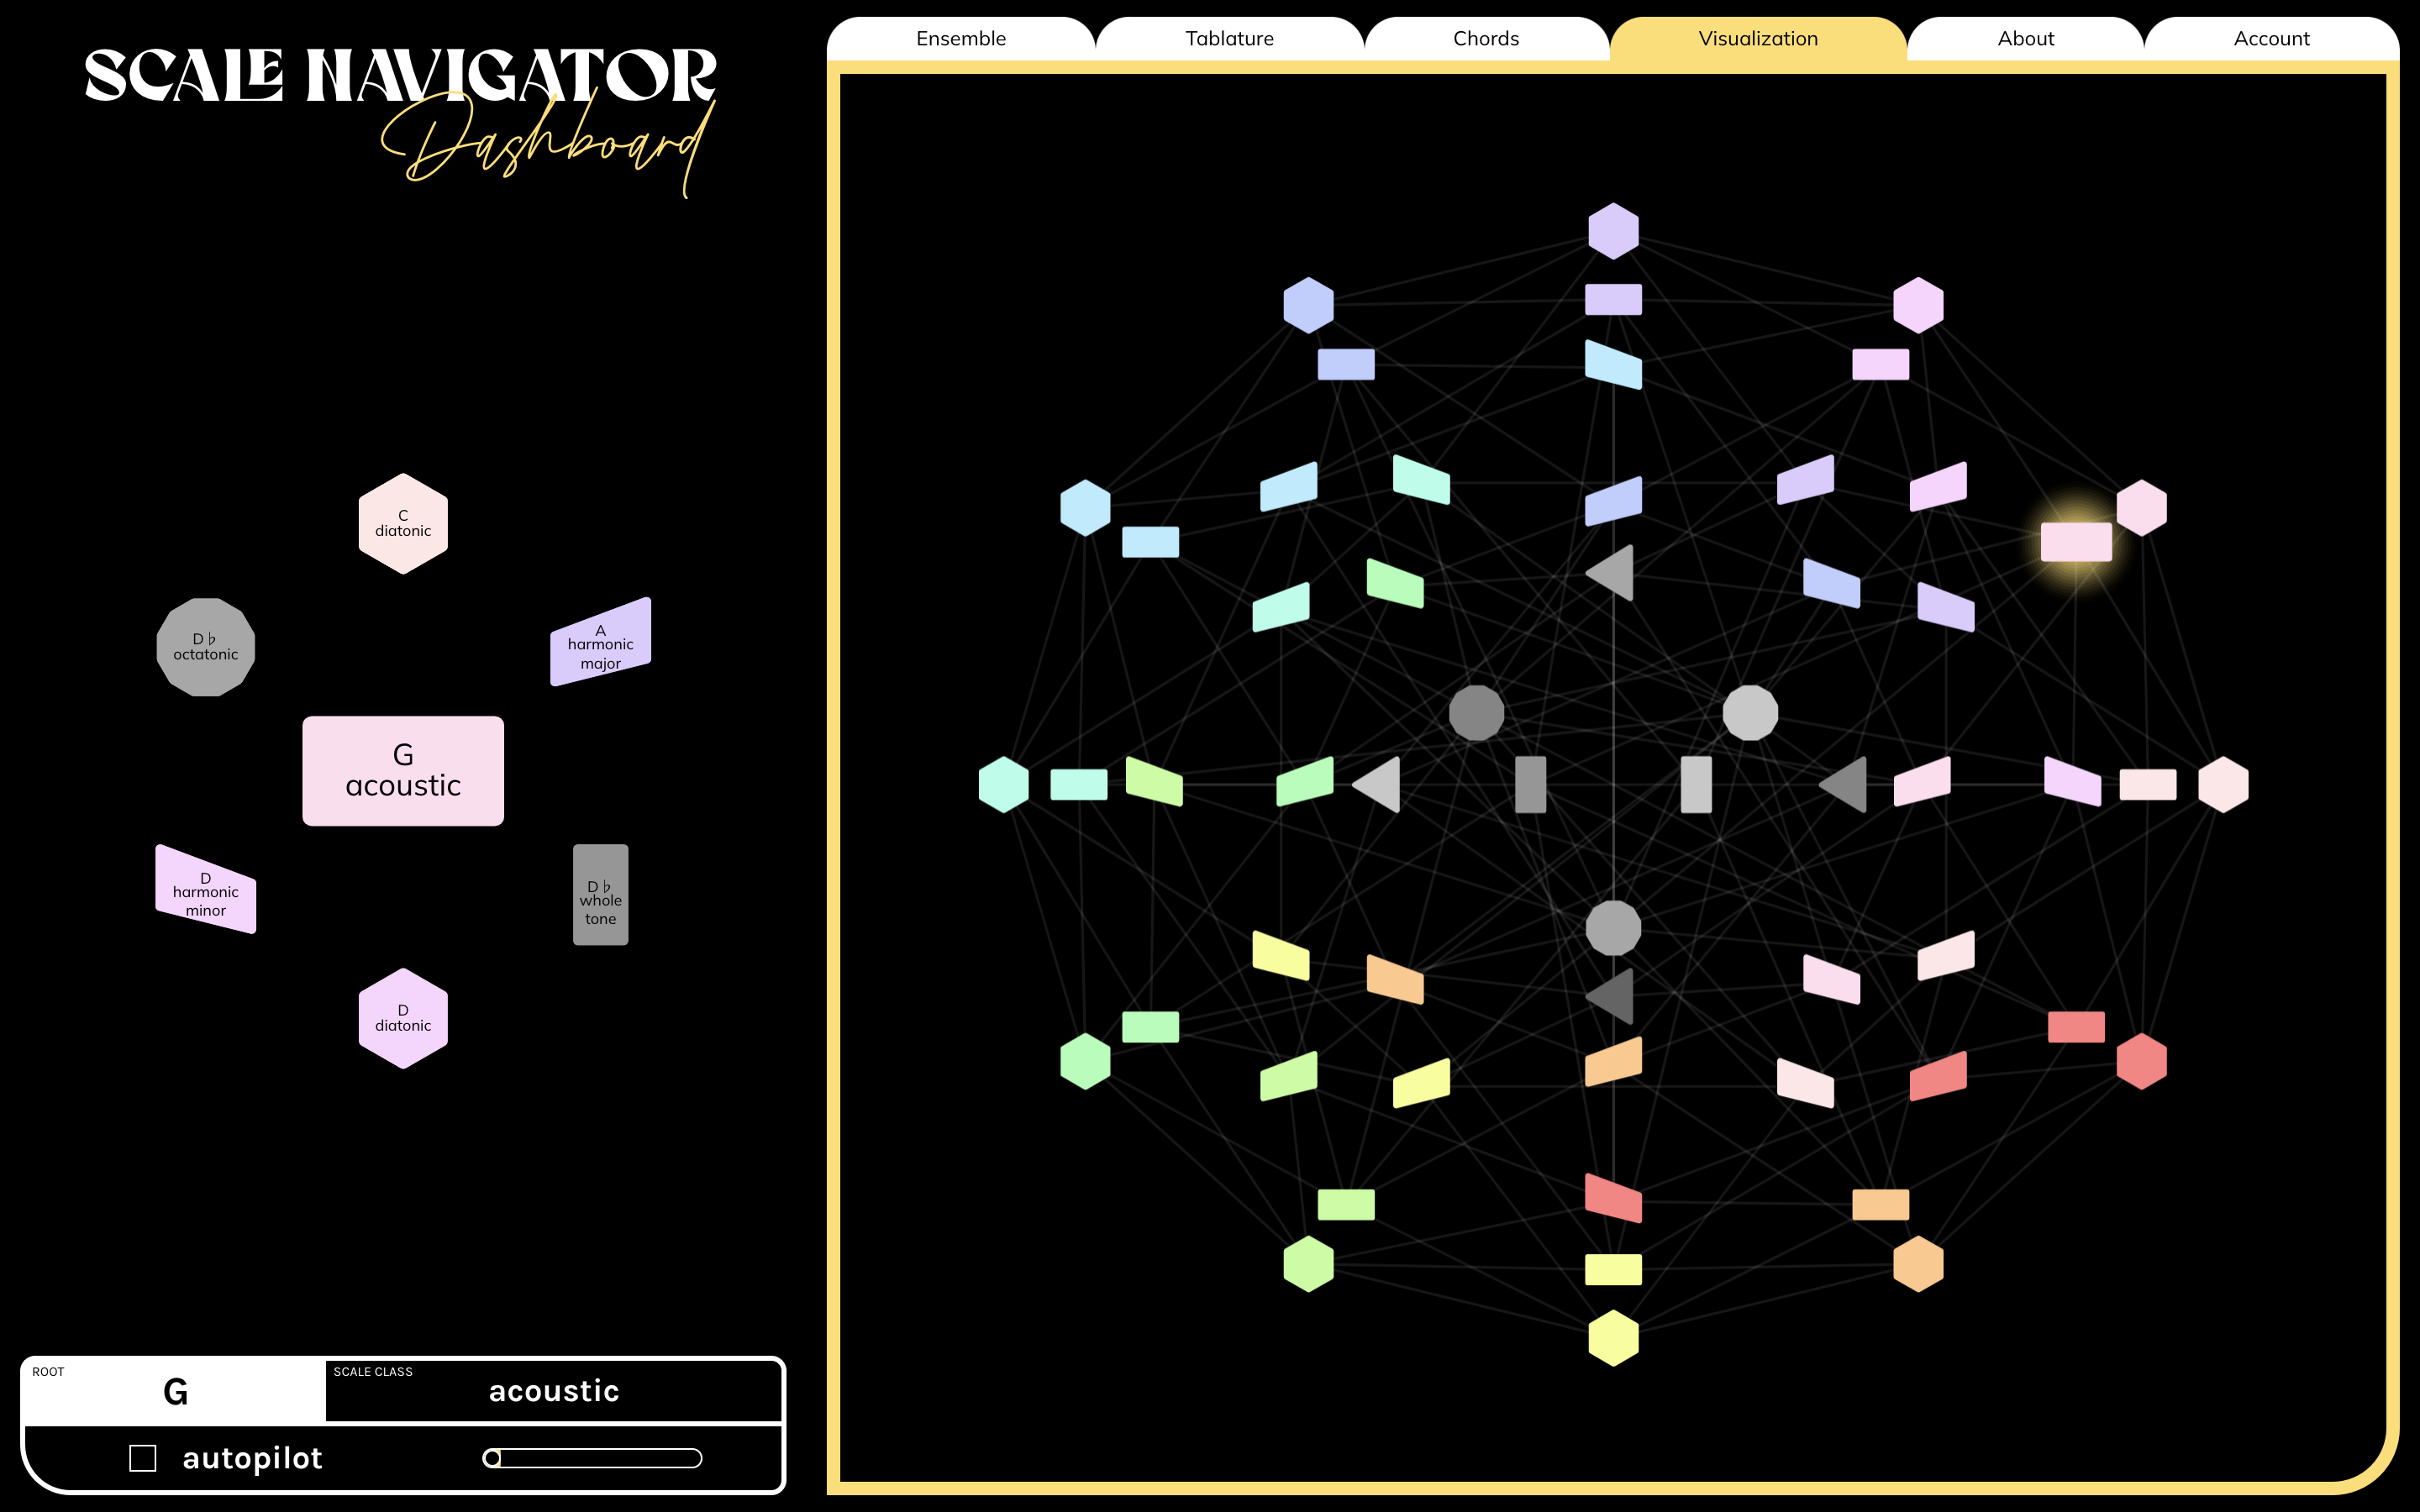 SCALE NAVIGATOR
Dashboard
Ensemble
Tablature
Chords
Visualization
About
Account
C
diatonic
D♭
octatonic
A
harmonic
major
G
acoustic
D
harmonic
minor
D♭
whole
tone
D
diatonic
ROOT
G
SCALE CLASS
acoustic
autopilot